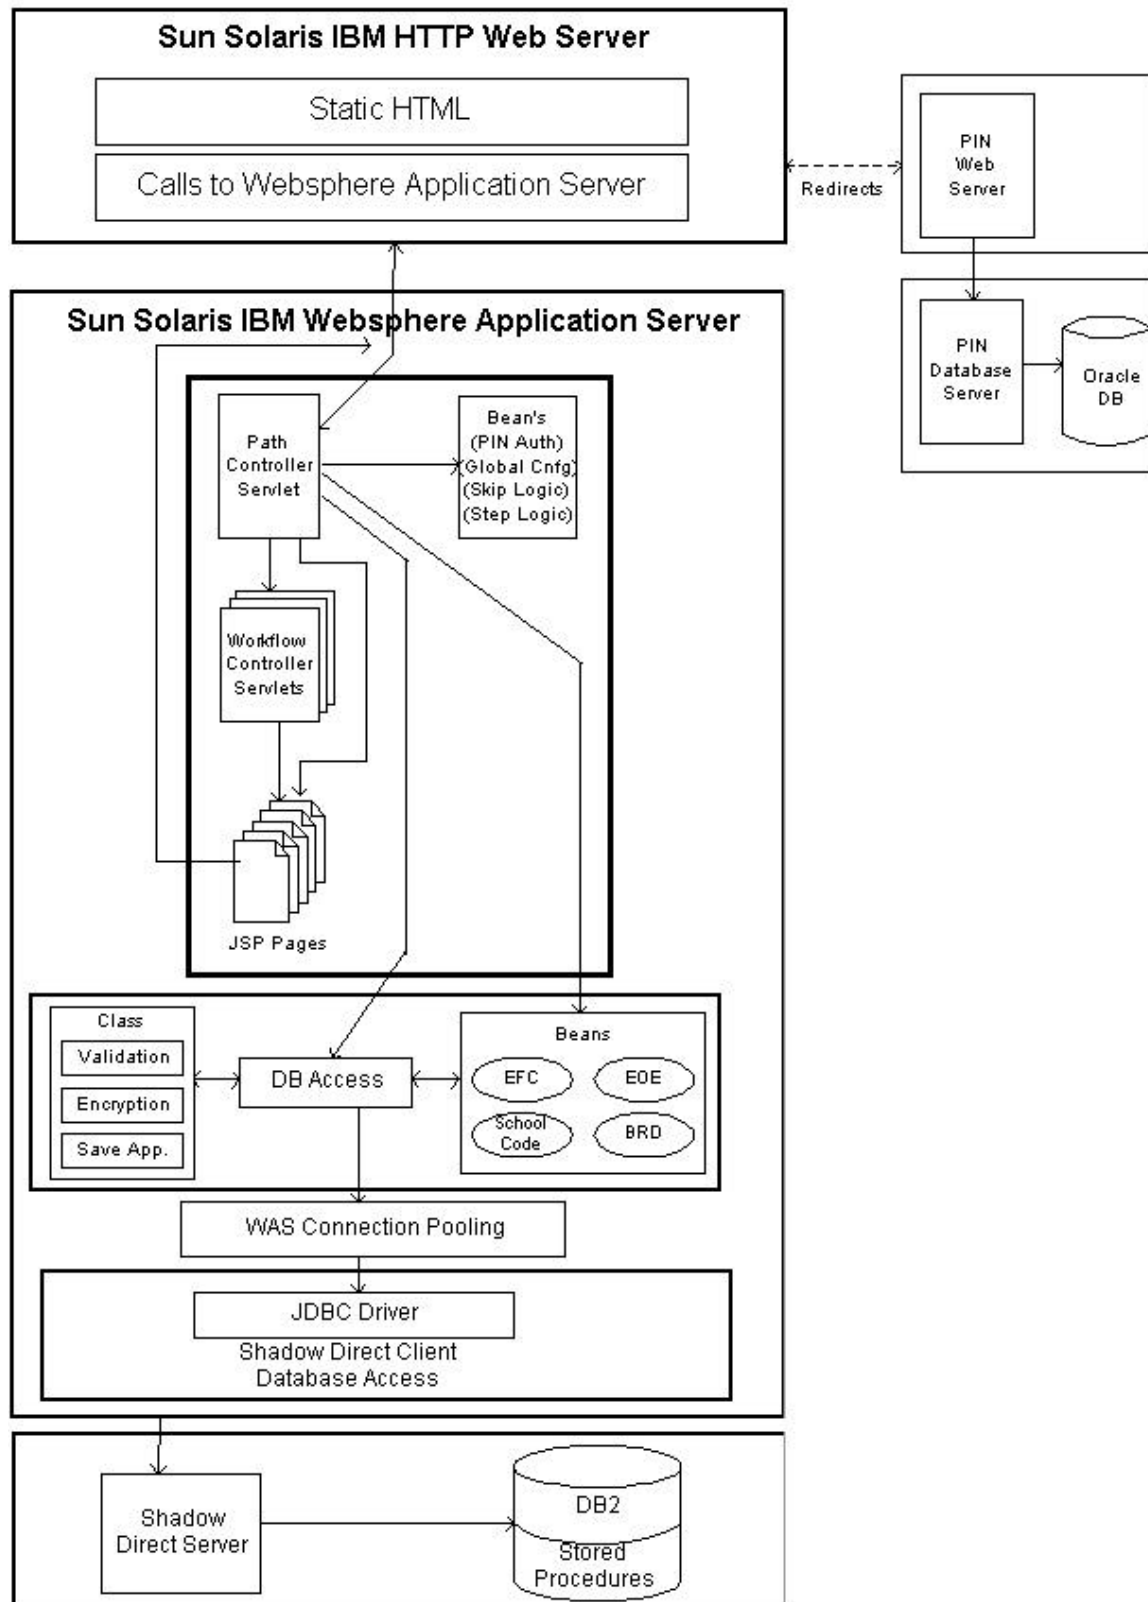 Sun Solaris IBM HTTP Web Server
Static HTML
Calls to Websphere Application Server
Redirects
PIN
Web
Server
PIN
Database
Server
Oracle
DB
Sun Solaris IBM Websphere Application Server
Path
Controller
Servlet
Bean's
(PIN Auth)
(Global Cnfg)
(Skip Logic)
(Step Logic)
Workflow
Controller
Servlets
JSP Pages
Class
Validation
Encryption
Save App.
DB Access
Beans
EFC
EOE
School
Code
BRD
WAS Connection Pooling
JDBC Driver
Shadow Direct Client
Database Access
Shadow
Direct Server
DB2
Stored
Procedures